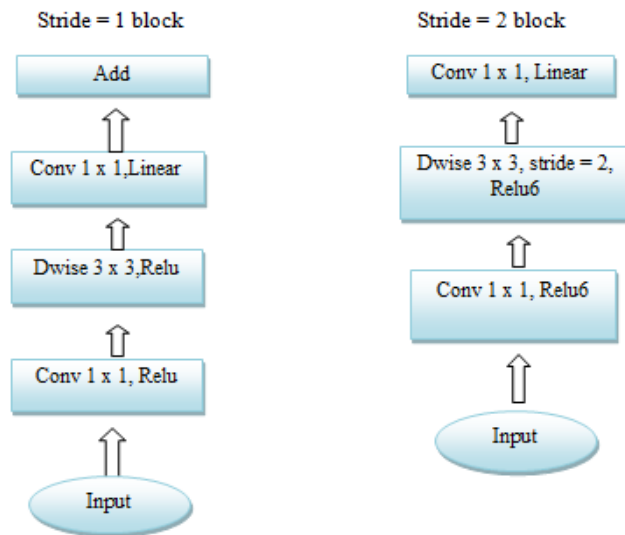 Stride = 1 block
Add
Conv 1 x 1,Linear
Dwise 3 x 3,Relu
Conv 1 x 1, Relu
Input
Stride = 2 block
Conv 1 x 1, Linear
Dwise 3 x 3, stride = 2,
Relu6
Conv 1 x 1, Relu6
Input